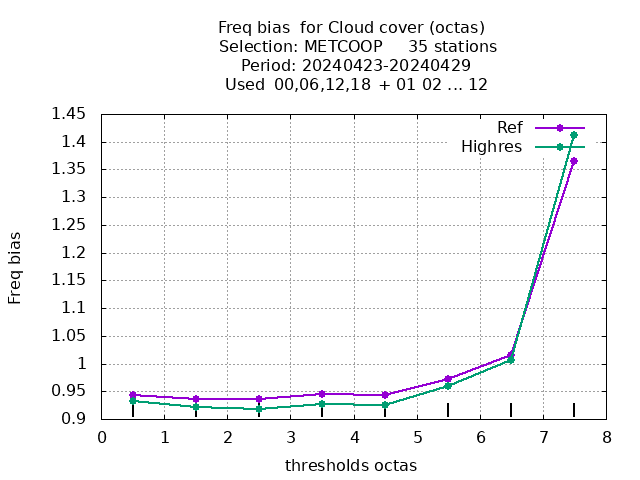 Freq bias  for Cloud cover (octas)
Selection: METCOOP     35 stations
Period: 20240423-20240429
Used  00,06,12,18 + 01 02 ... 12
Ref
Highres
1.45
1.4
1.35
1.3
1.25
1.2
1.15
1.1
1.05
1
0.95
0.9
Freq bias
0 1 2 3 4 5 6 7 8
thresholds octas